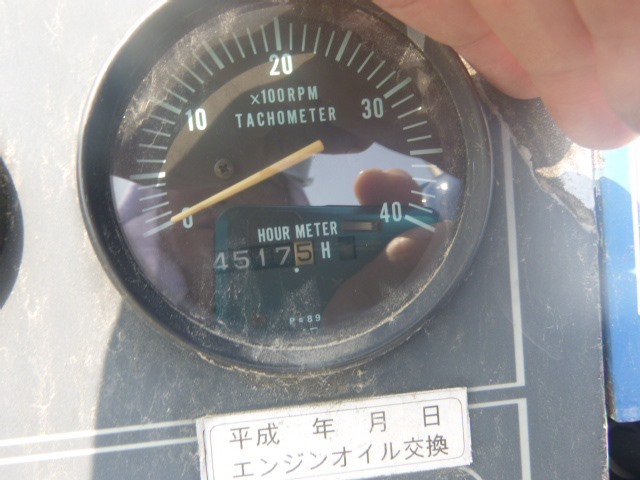 20
×100RPM
10 30
TACHOMETER
0 40
HOUR METER
45175 H
平成 年 月 日
エンジンオイル交換